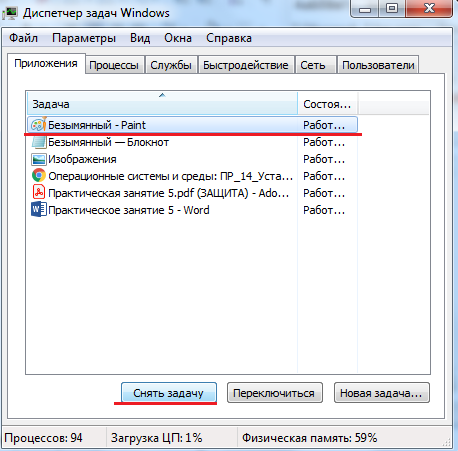 Диспетчер задач Windows
Файл Параметры Вид Окна Справка
Приложения Процессы Службы Быстродействие Сеть Пользователи
Задача Состоя...
Безымянный - Paint Работ...
Безымянный — Блокнот Работ...
Изображения Работ...
Операционные системы и среды: ПР_14_Уста... Работ...
Практическая занятие 5.pdf (ЗАЩИТА) - Ado... Работ...
Практическое занятие 5 - Word Работ...
Снять задачу Переключиться Новая задача...
Процессов: 94 Загрузка ЦП: 1% Физическая память: 59%